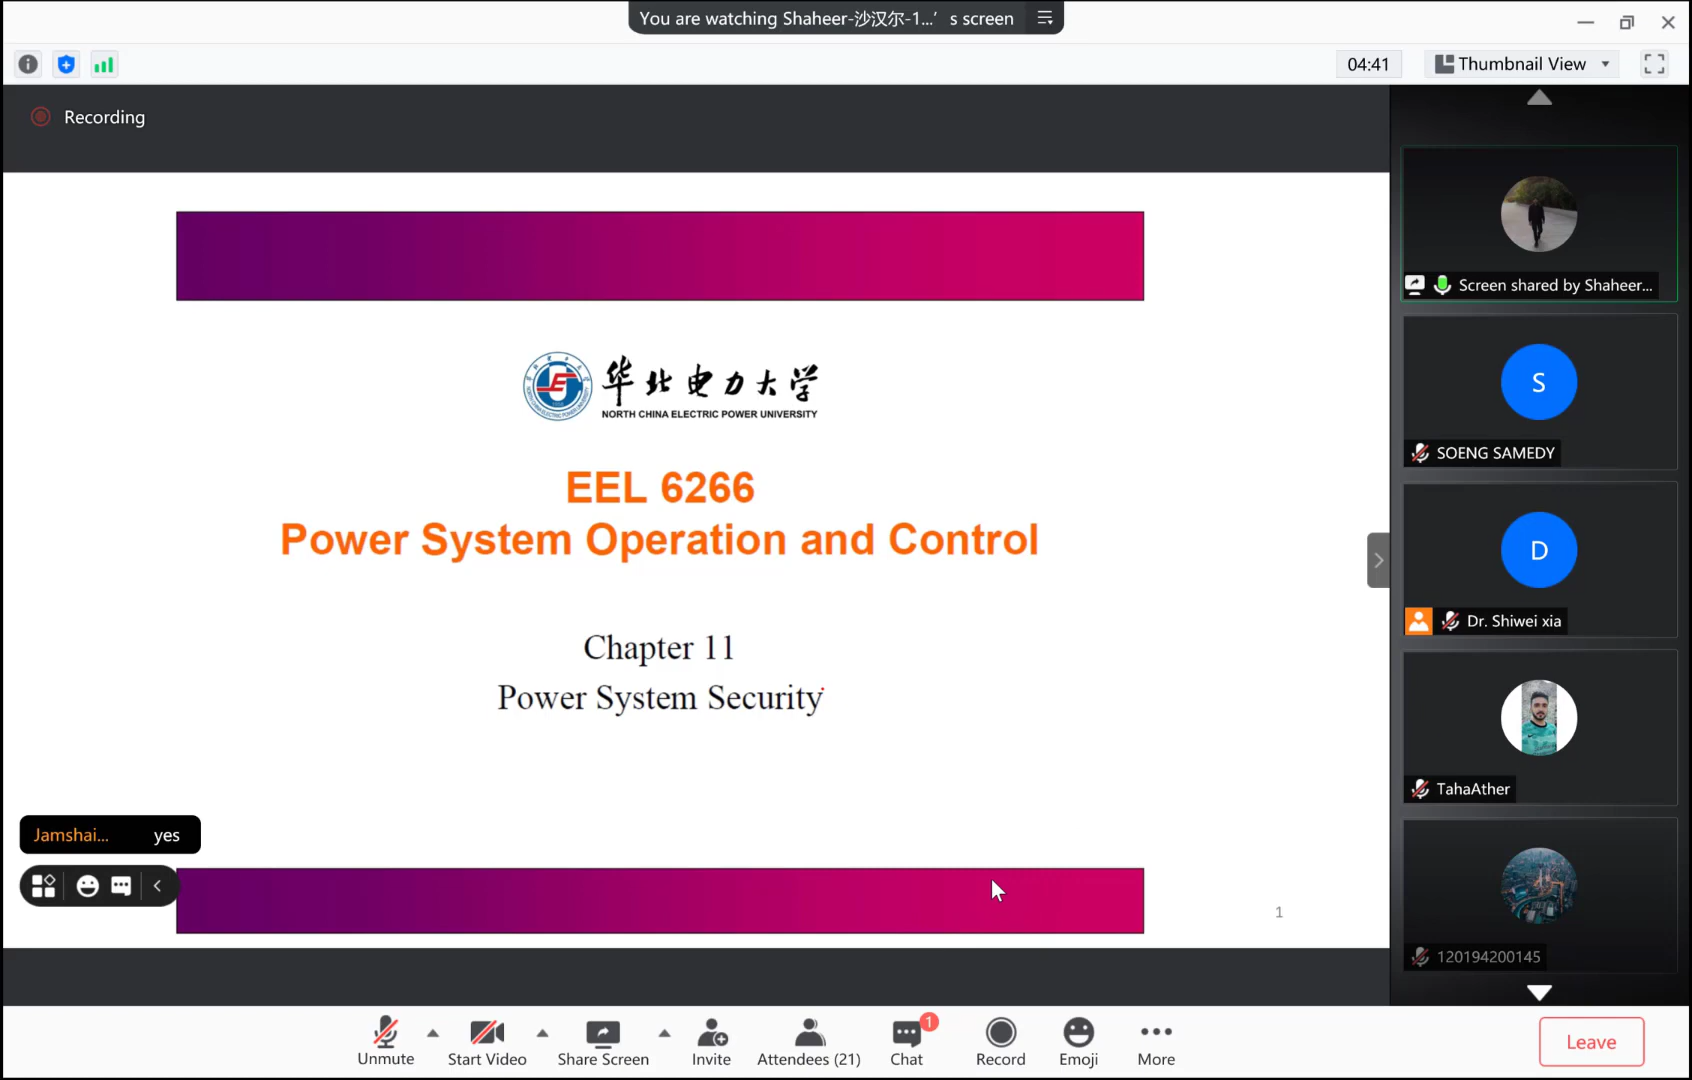 You are watching Shaheer-沙汉尔-1...’ s screen
04:41
Thumbnail View
Recording
华北电力大学
NORTH CHINA ELECTRIC POWER UNIVERSITY
EEL 6266
Power System Operation and Control
Chapter 11
Power System Security
Jamshai... yes
1
Screen shared by Shaheer...
S
SOENG SAMEDY
D
Dr. Shiwei xia
TahaAther
120194200145
Unmute
Start Video
Share Screen
Invite
Attendees (21)
1
Chat
Record
Emoji
More
Leave